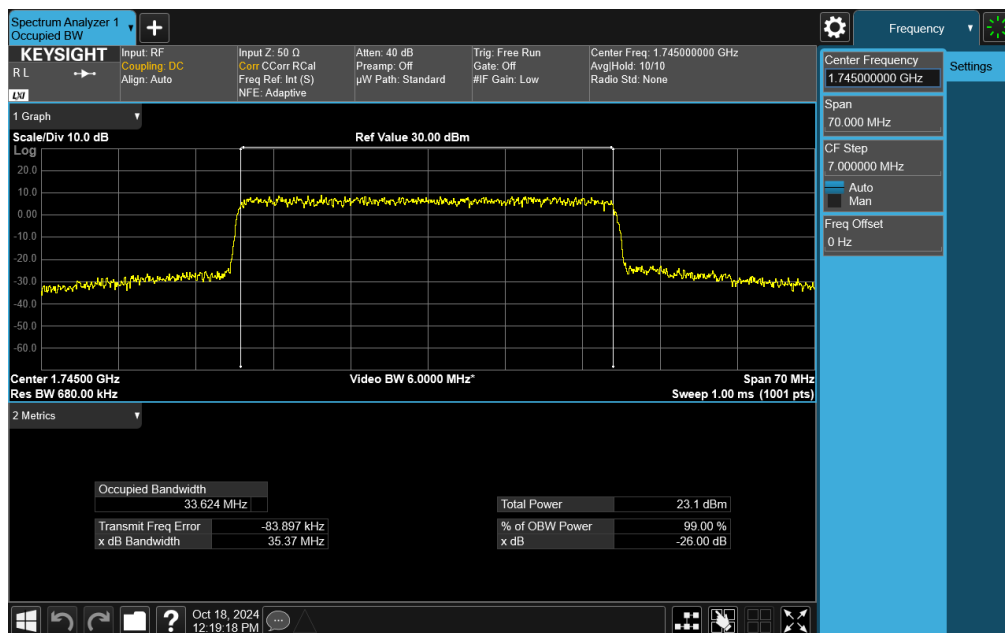 Spectrum Analyzer 1
Occupied BW
+
Frequency
KEYSIGHT
R L
LXI
Input: RF
Coupling: DC
Align: Auto
Input Z: 50 Ω
Corr CCorr RCal
Freq Ref: Int (S)
NFE: Adaptive
Atten: 40 dB
Preamp: Off
µW Path: Standard
Trig: Free Run
Gate: Off
#IF Gain: Low
Center Freq: 1.745000000 GHz
Avg|Hold: 10/10
Radio Std: None
Center Frequency
1.745000000 GHz
Settings
Span
70.000 MHz
CF Step
7.000000 MHz
Auto
Man
Freq Offset
0 Hz
1 Graph
Scale/Div 10.0 dB
Ref Value 30.00 dBm
Log
20.0
10.0
0.00
-10.0
-20.0
-30.0
-40.0
-50.0
-60.0
Center 1.74500 GHz
Video BW 6.0000 MHz*
Span 70 MHz
Res BW 680.00 kHz
Sweep 1.00 ms (1001 pts)
2 Metrics
Occupied Bandwidth
33.624 MHz
Total Power 23.1 dBm
Transmit Freq Error -83.897 kHz
% of OBW Power 99.00 %
x dB Bandwidth 35.37 MHz
x dB -26.00 dB
?
Oct 18, 2024
12:19:18 PM